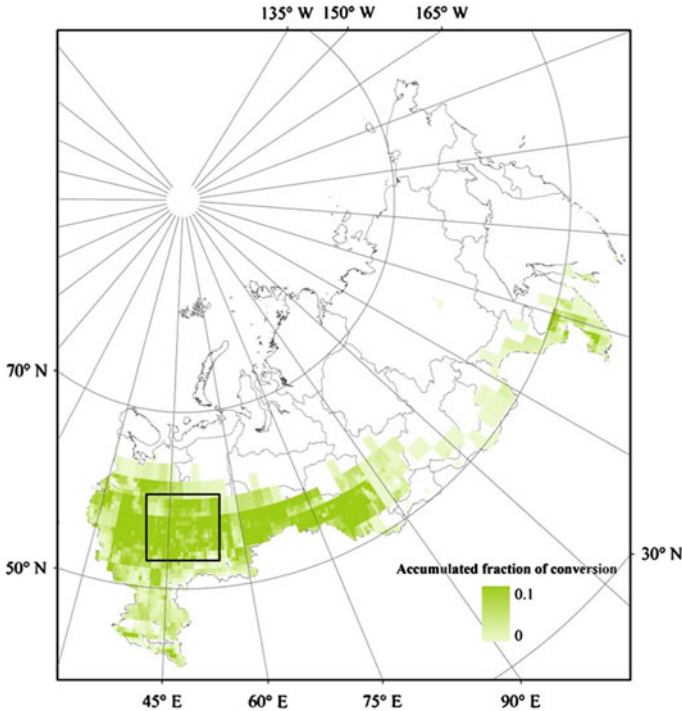 135° W 150° W 165° W
70° N
50° N
30° N
Accumulated fraction of conversion
0.1
0
45° E 60° E 75° E 90° E